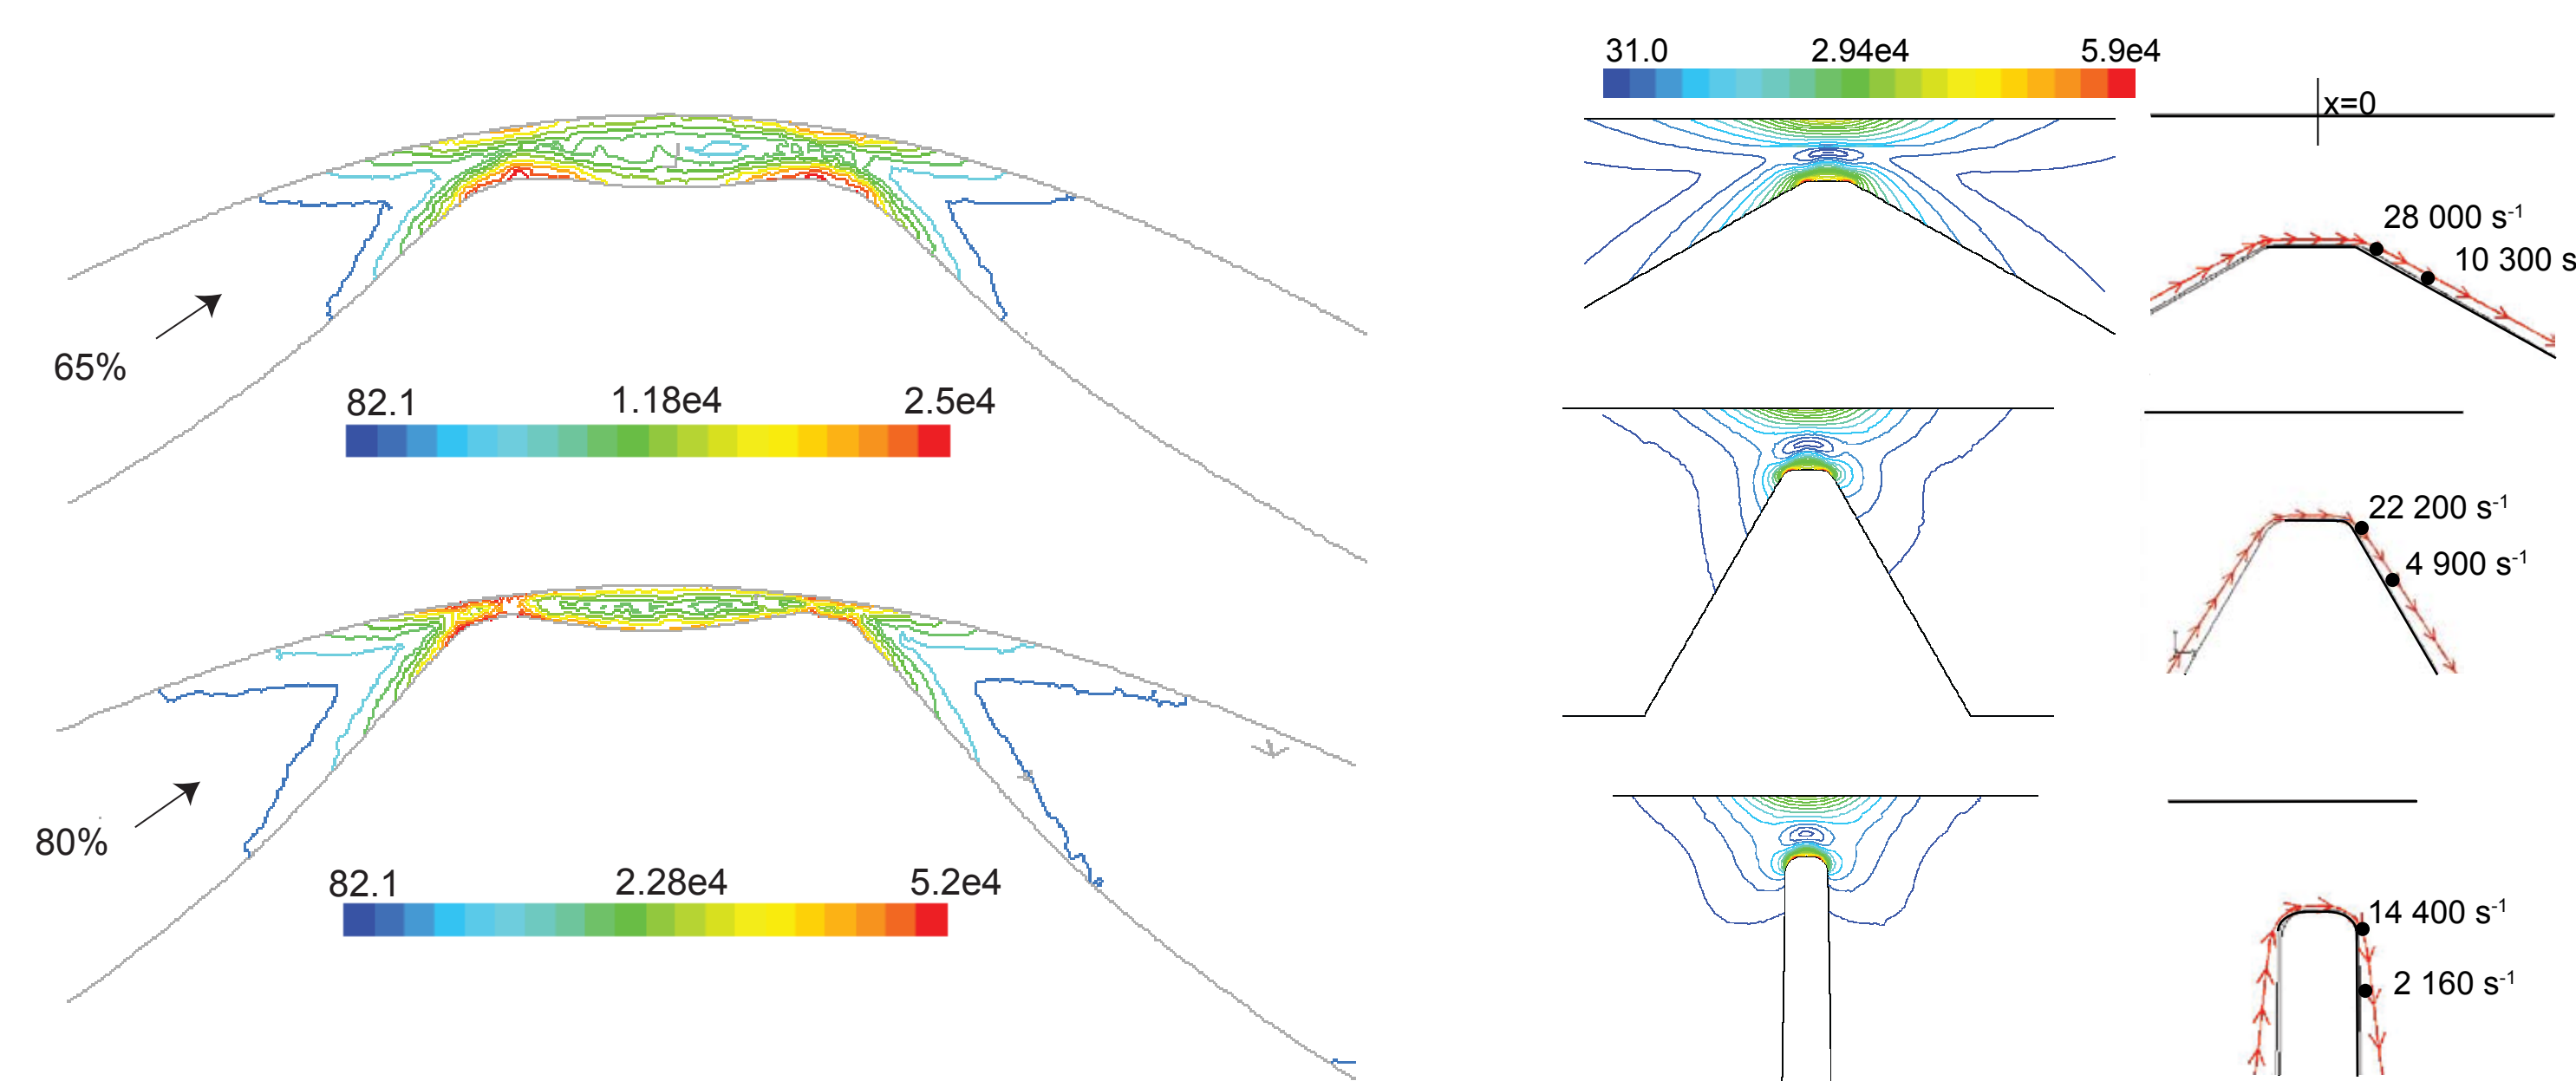 65%
82.1 1.18e4 2.5e4
80%
82.1 2.28e4 5.2e4
31.0 2.94e4 5.9e4
x=0
28 000 s-1
10 300 s
22 200 s-1
4 900 s-1
14 400 s-1
2 160 s-1